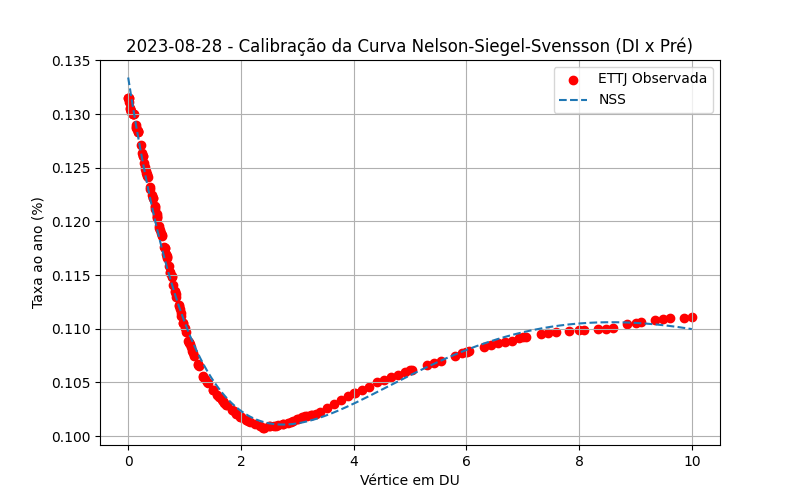 2023-08-28 - Calibração da Curva Nelson-Siegel-Svensson (DI x Pré)
0.135
0.130
0.125
0.120
0.115
0.110
0.105
0.100
Taxa ao ano (%)
ETTJ Observada
NSS
0 2 4 6 8 10
Vértice em DU